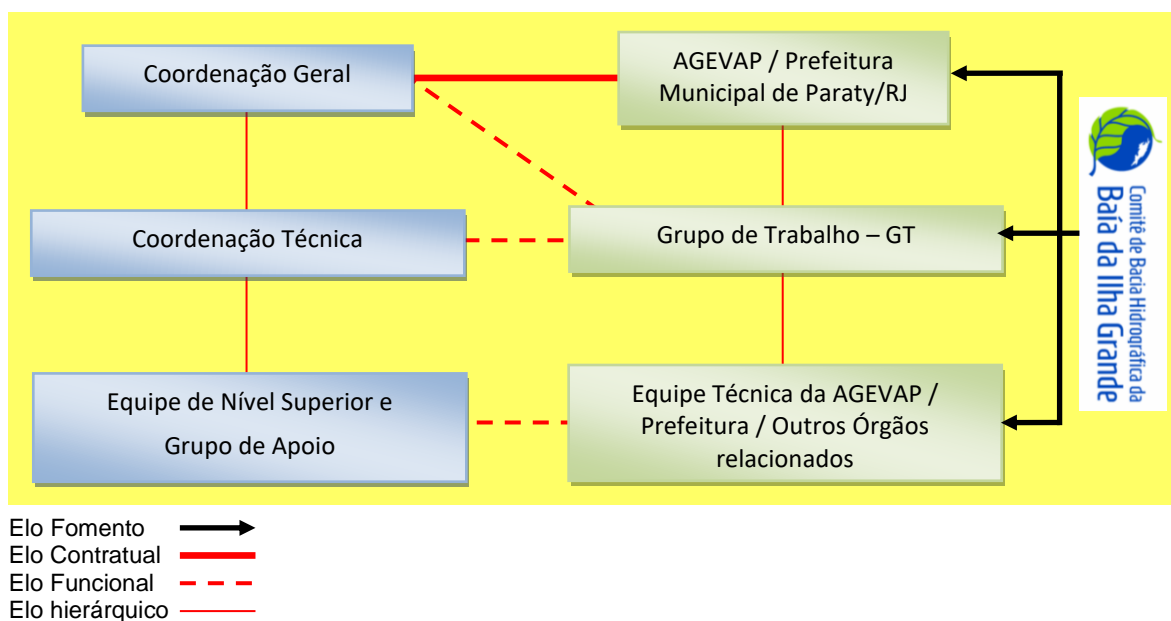 Coordenação Geral
AGEVAP / Prefeitura
Municipal de Paraty/RJ
Coordenação Técnica
Grupo de Trabalho – GT
Equipe de Nível Superior e
Grupo de Apoio
Equipe Técnica da AGEVAP /
Prefeitura / Outros Órgãos
relacionados
Comitê de Bacia Hidrográfica da
Baía da Ilha Grande
Elo Fomento
Elo Contratual
Elo Funcional
Elo hierárquico